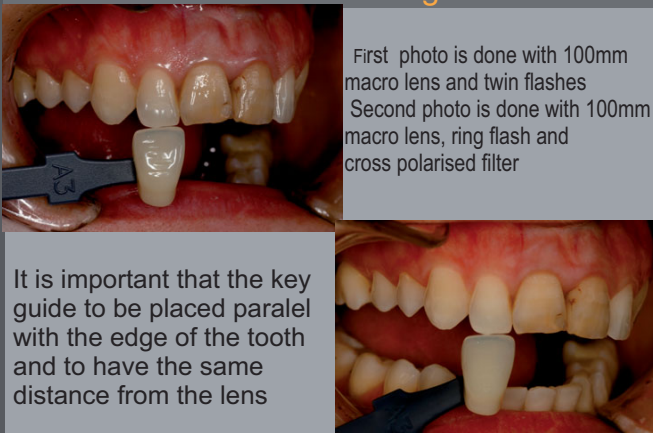 First photo is done with 100mm
macro lens and twin flashes
Second photo is done with 100mm
macro lens, ring flash and
cross polarised filter
A3
It is important that the key
guide to be placed paralel
with the edge of the tooth
and to have the same
distance from the lens